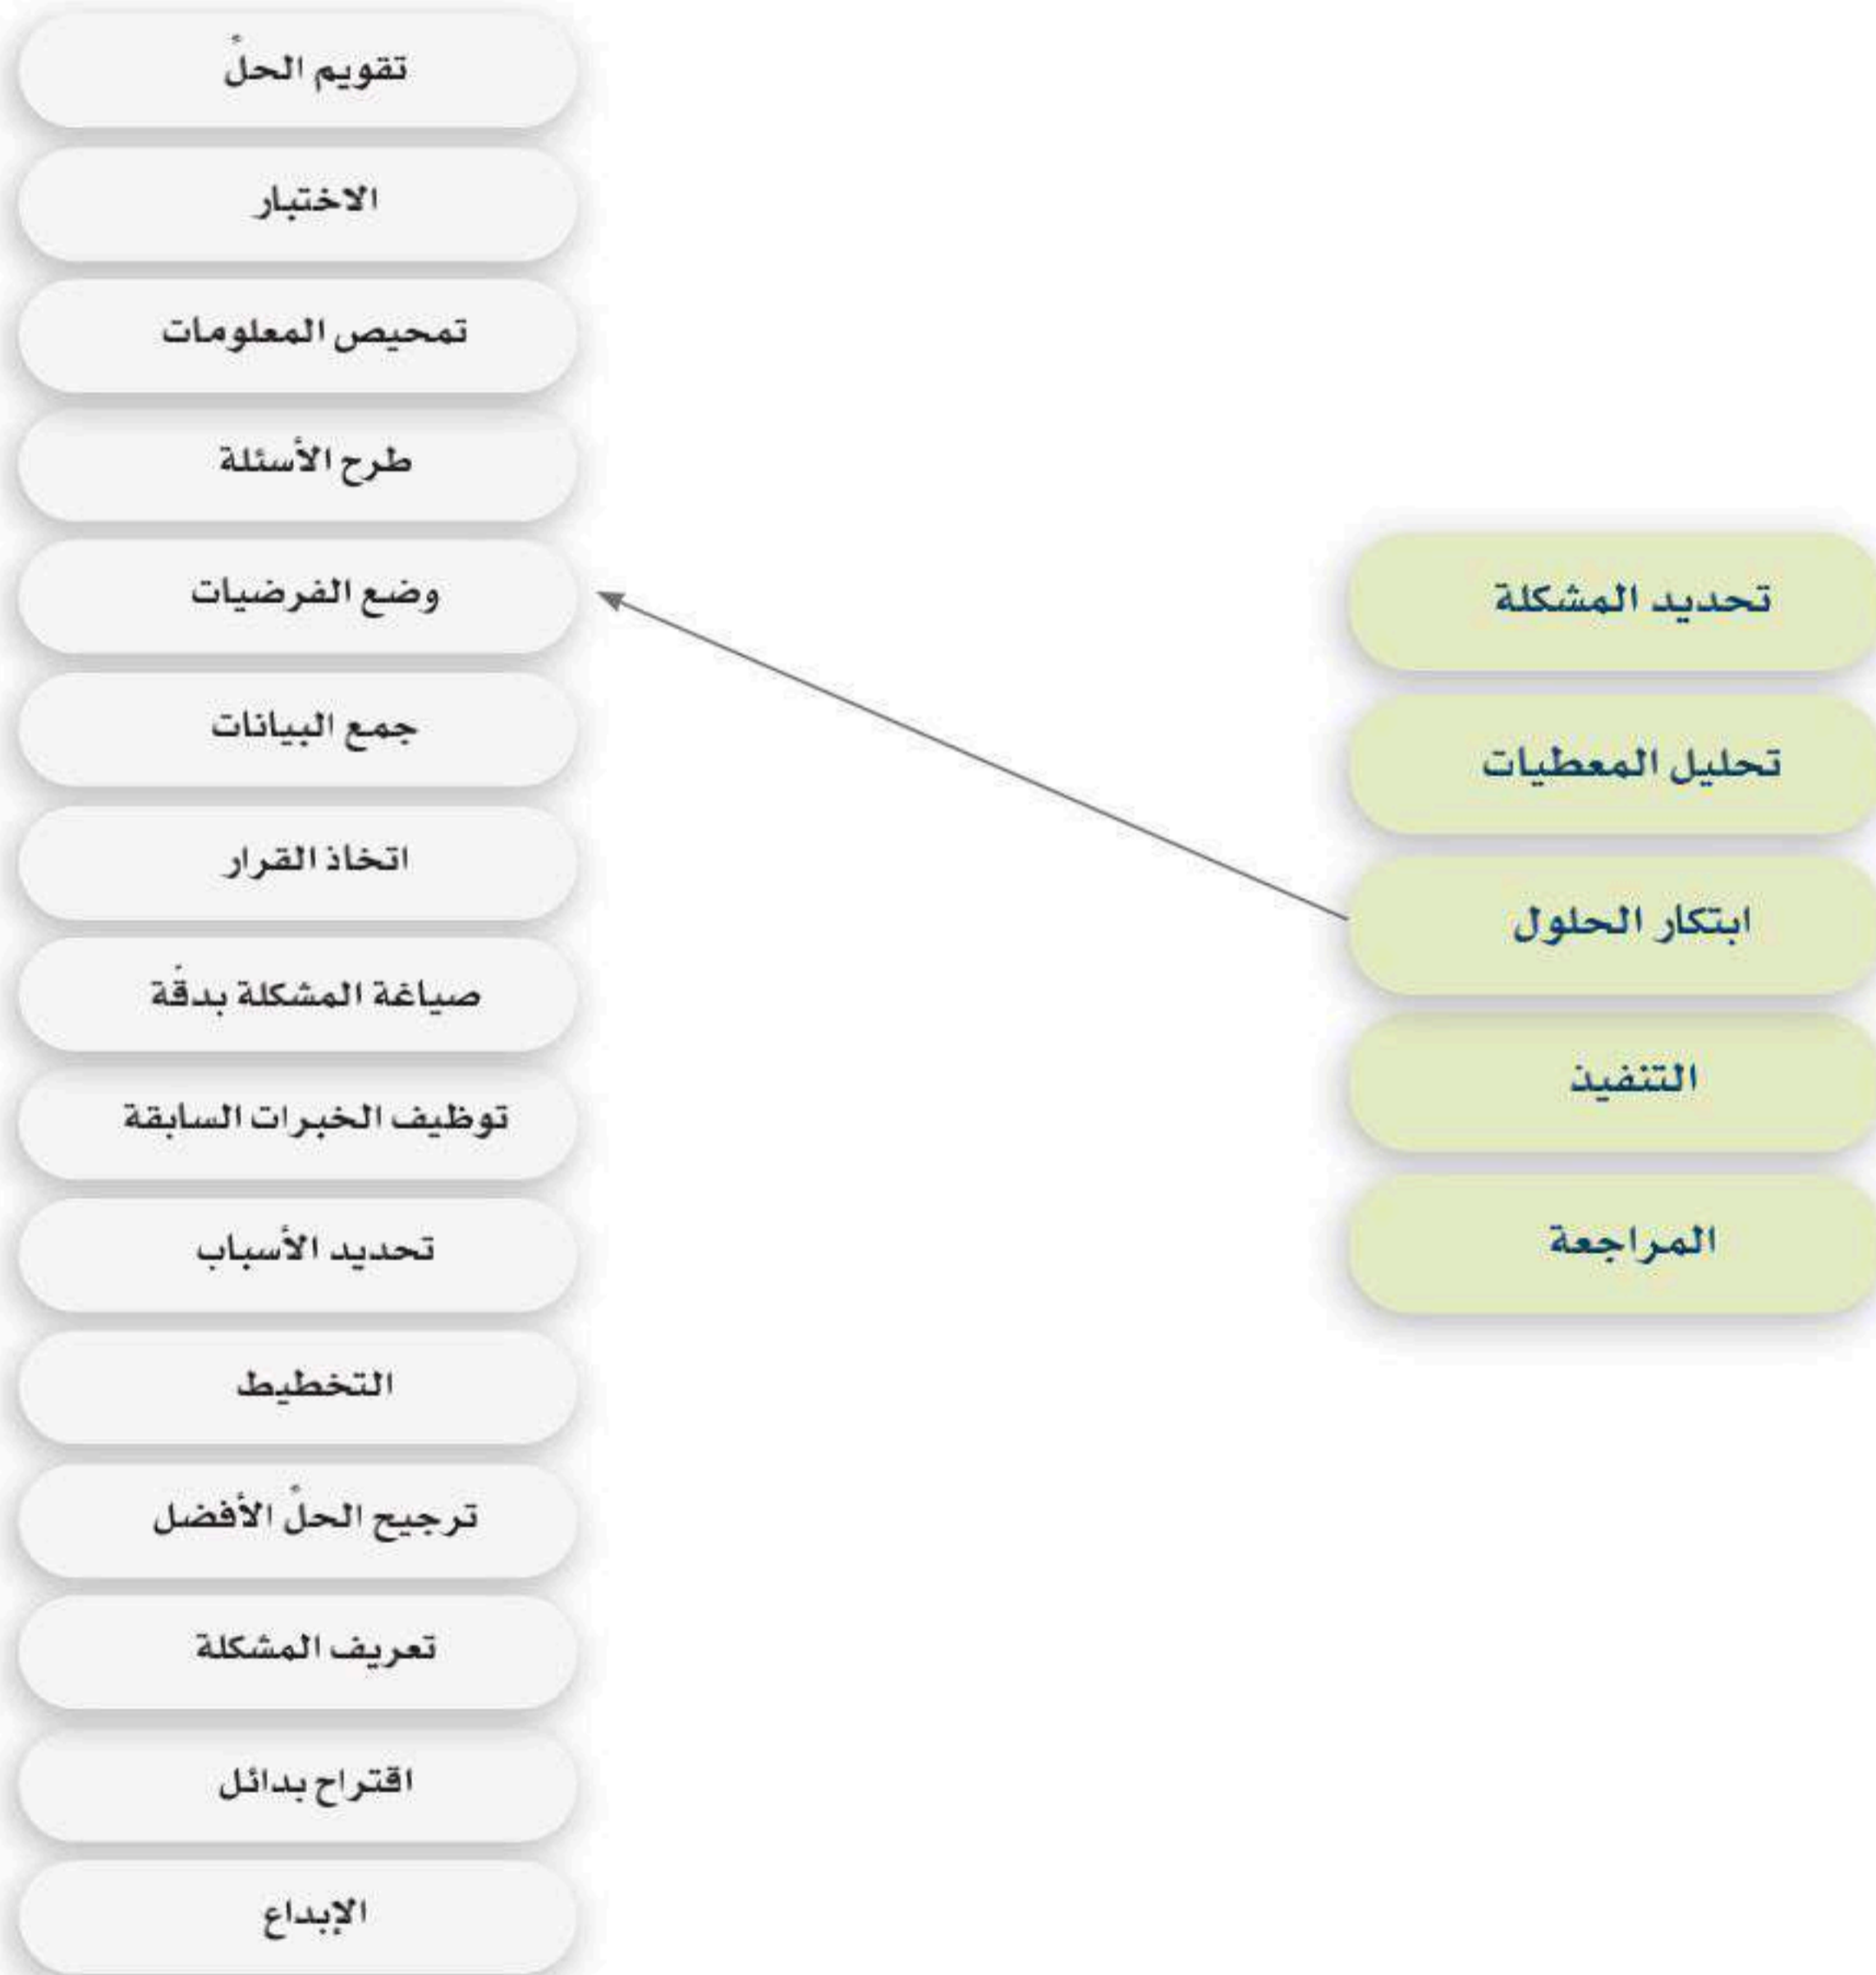 تحديد المشكلة
تحليل المعطيات
ابتكار الحلول
التنفيذ
المراجعة
تقويم الحلّ
الاختبار
تمحيص المعلومات
طرح الأسئلة
وضع الفرضيات
جمع البيانات
اتخاذ القرار
صياغة المشكلة بدقّة
توظيف الخبرات السابقة
تحديد الأسباب
التخطيط
ترجيح الحلّ الأفضل
تعريف المشكلة
اقتراح بدائل
الإبداع